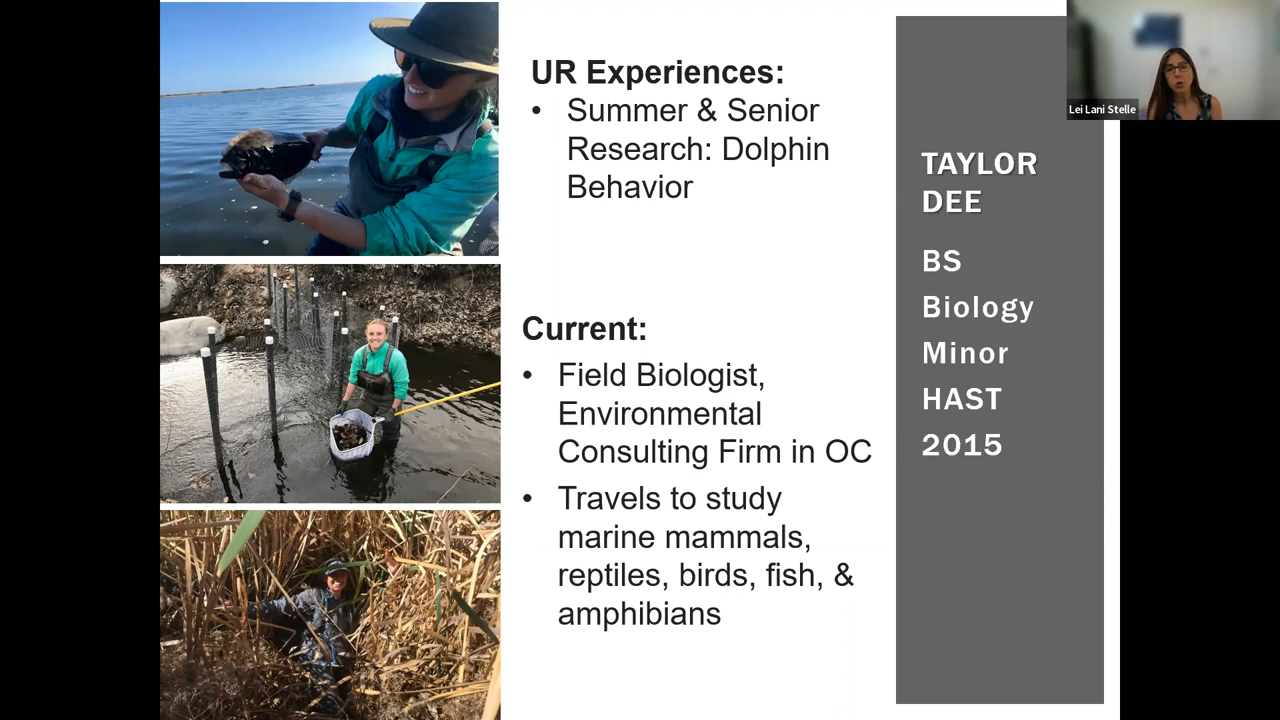 UR Experiences:
• Summer & Senior
Research: Dolphin
Behavior
Current:
• Field Biologist,
Environmental
Consulting Firm in OC
• Travels to study
marine mammals,
reptiles, birds, fish, &
amphibians
TAYLOR
DEE
BS
Biology
Minor
HAST
2015
Lei Lani Stelle